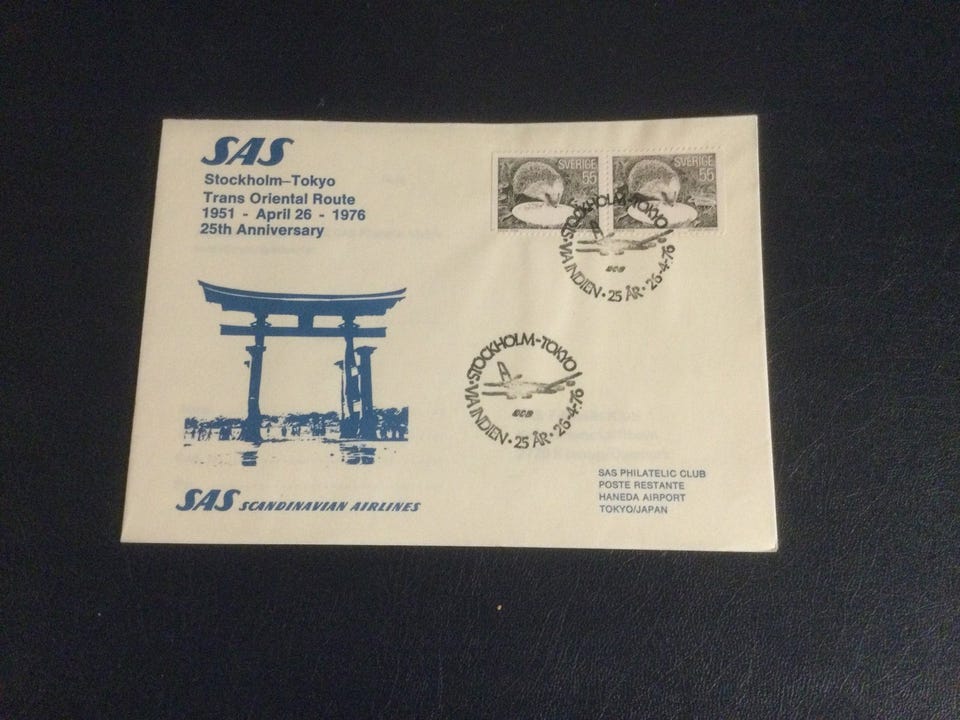 SAS
Stockholm–Tokyo
Trans Oriental Route
1951 - April 26 - 1976
25th Anniversary
SVERIGE
55
SVERIGE
55
STOCKHOLM-TOKYO
•VIA INDIEN • 25 ÅR • 26-4-76
STOCKHOLM-TOKYO
•VIA INDIEN • 25 ÅR • 26-4-76
SAS SCANDINAVIAN AIRLINES
SAS PHILATELIC CLUB
POSTE RESTANTE
HANEDA AIRPORT
TOKYO/JAPAN